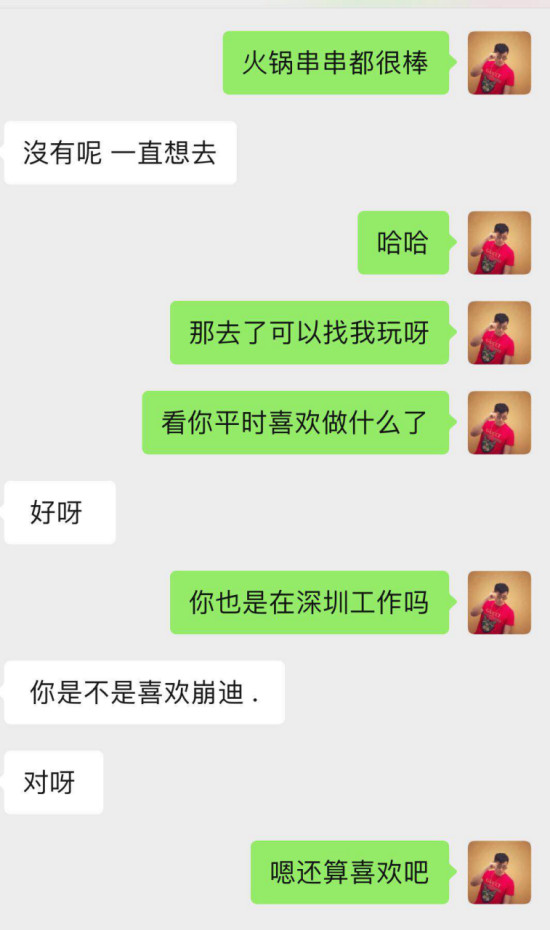 火锅串串都很棒
沒有呢 一直想去
哈哈
那去了可以找我玩呀
看你平时喜欢做什么了
好呀
你也是在深圳工作吗
你是不是喜欢崩迪 .
对呀
嗯还算喜欢吧